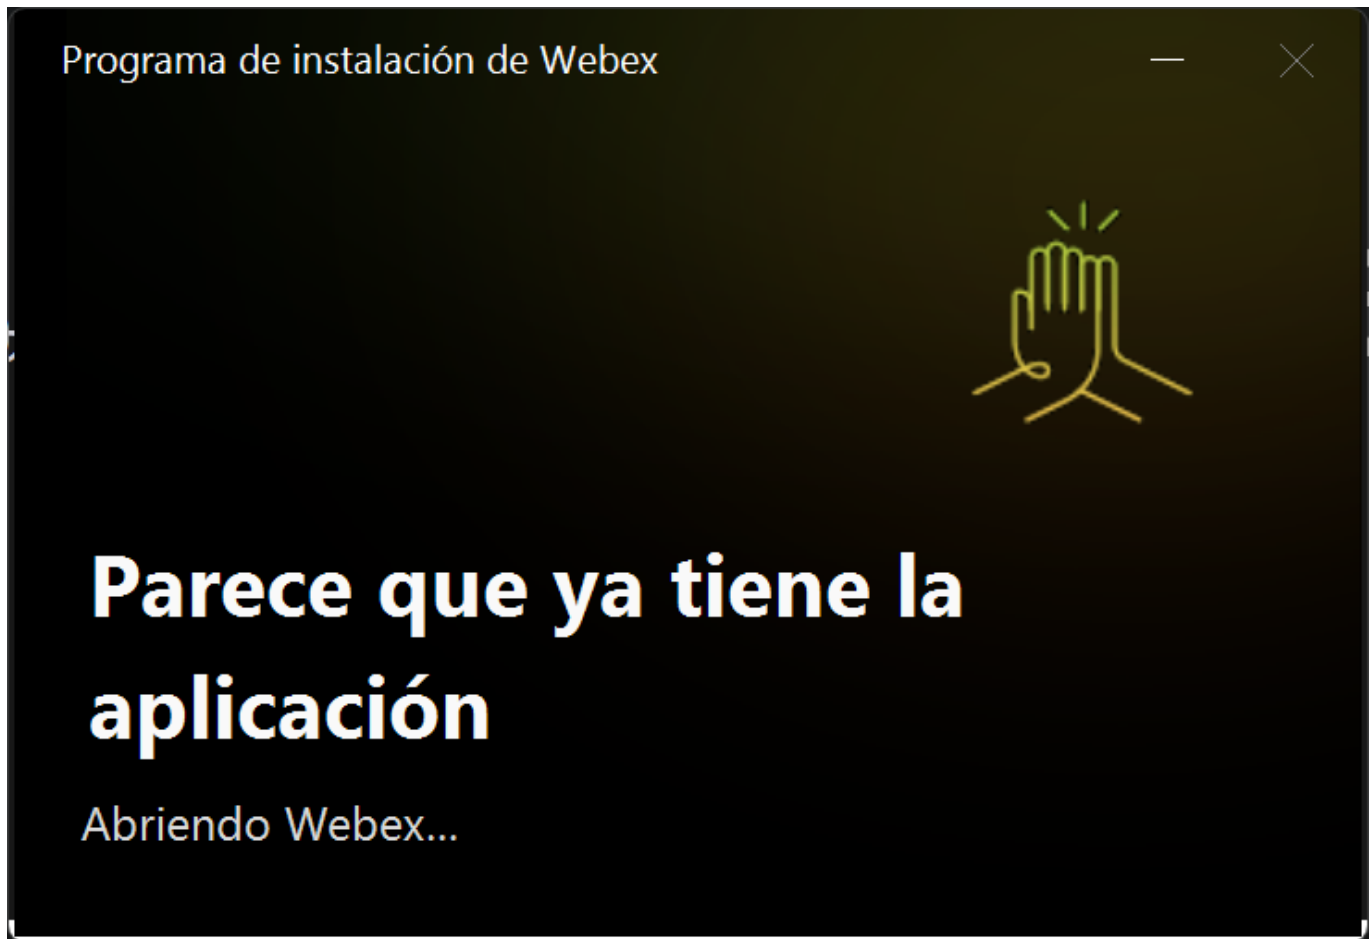 Programa de instalación de Webex
Parece que ya tiene la
aplicación
Abriendo Webex...